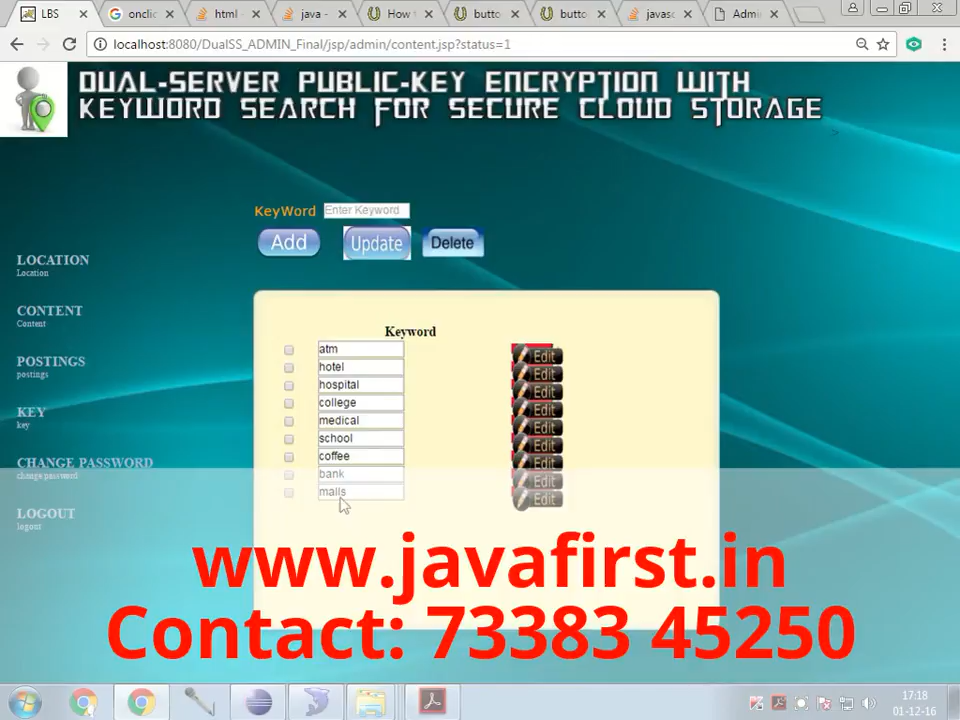 LBS
onclic
html -
java -
How
butto
butto
javasc
Admi
localhost:8080/DualSS_ADMIN_Final/jsp/admin/content.jsp?status=1
DUAL-SERVER PUBLIC-KEY ENCRYPTION WITH
KEYWORD SEARCH FOR SECURE CLOUD STORAGE
KeyWord Enter Keyword
Add Update Delete
LOCATION
Location
CONTENT
Content
POSTINGS
postings
KEY
key
CHANGE PASSWORD
change password
LOGOUT
logout
Keyword
atm Edit
hotel Edit
hospital Edit
college Edit
medical Edit
school Edit
coffee Edit
bank Edit
malls Edit
www.javafirst.in
Contact: 73383 45250
17:18
01-12-16